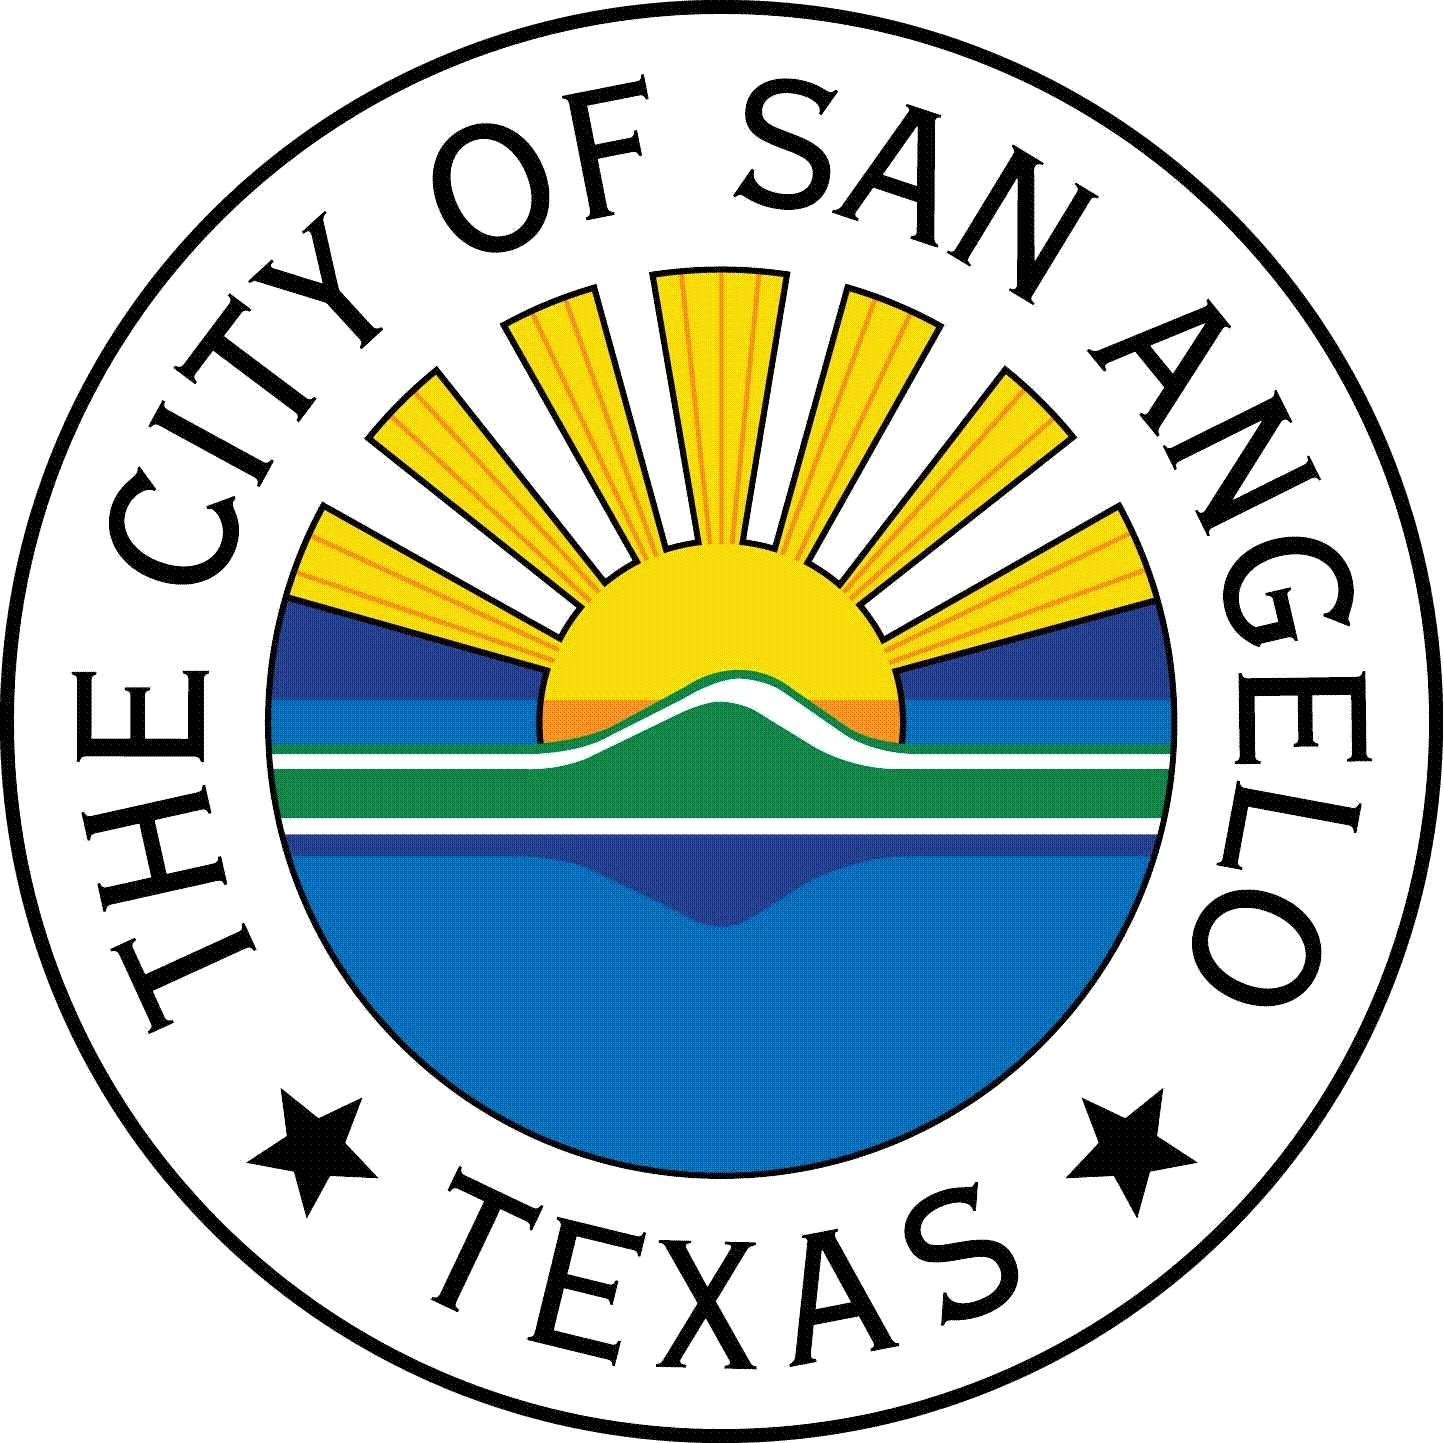 THE CITY OF SAN ANGELO
TEXAS